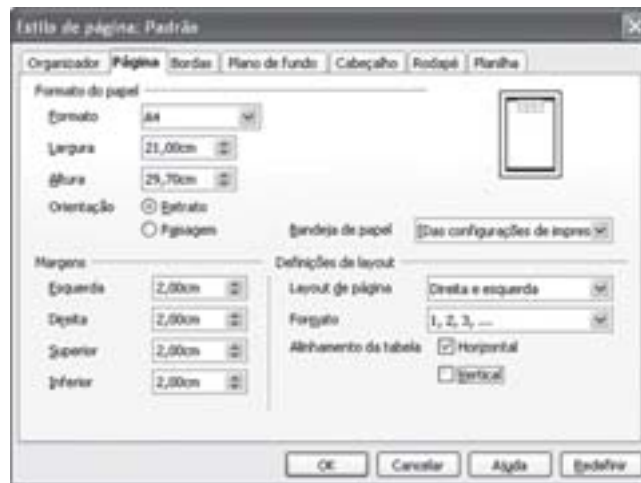 Estilo de página: Padrão
Organizador Página Bordas Plano de fundo Cabeçalho Rodapé Planilha
Formato do papel
Formato A4
Largura 21,00cm
Altura 29,70cm
Orientação Retrato
Paisagem
Bandeja de papel [Das configurações de impres
Margens
Esquerda 2,00cm
Direita 2,00cm
Superior 2,00cm
Inferior 2,00cm
Definições de layout
Layout de página Direita e esquerda
Formato 1, 2, 3, ...
Alinhamento da tabela Horizontal
Vertical
OK Cancelar Ajuda Redefinir